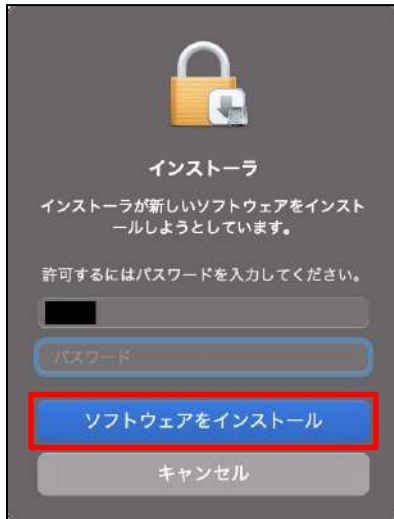 インストーラ
インストーラが新しいソフトウェアをインスト
ールしようとしています。
許可するにはパスワードを入力してください。
パスワード
ソフトウェアをインストール
キャンセル